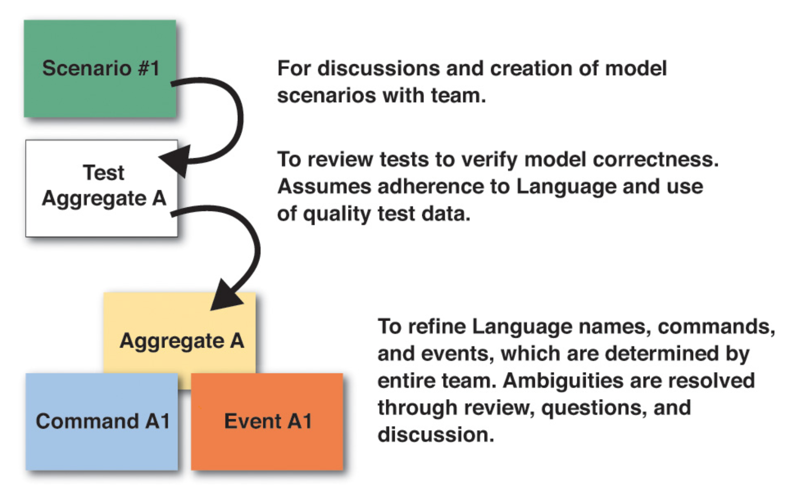 Scenario #1
For discussions and creation of model
scenarios with team.
Test
Aggregate A
To review tests to verify model correctness.
Assumes adherence to Language and use
of quality test data.
Aggregate A
Command A1
Event A1
To refine Language names, commands,
and events, which are determined by
entire team. Ambiguities are resolved
through review, questions, and
discussion.